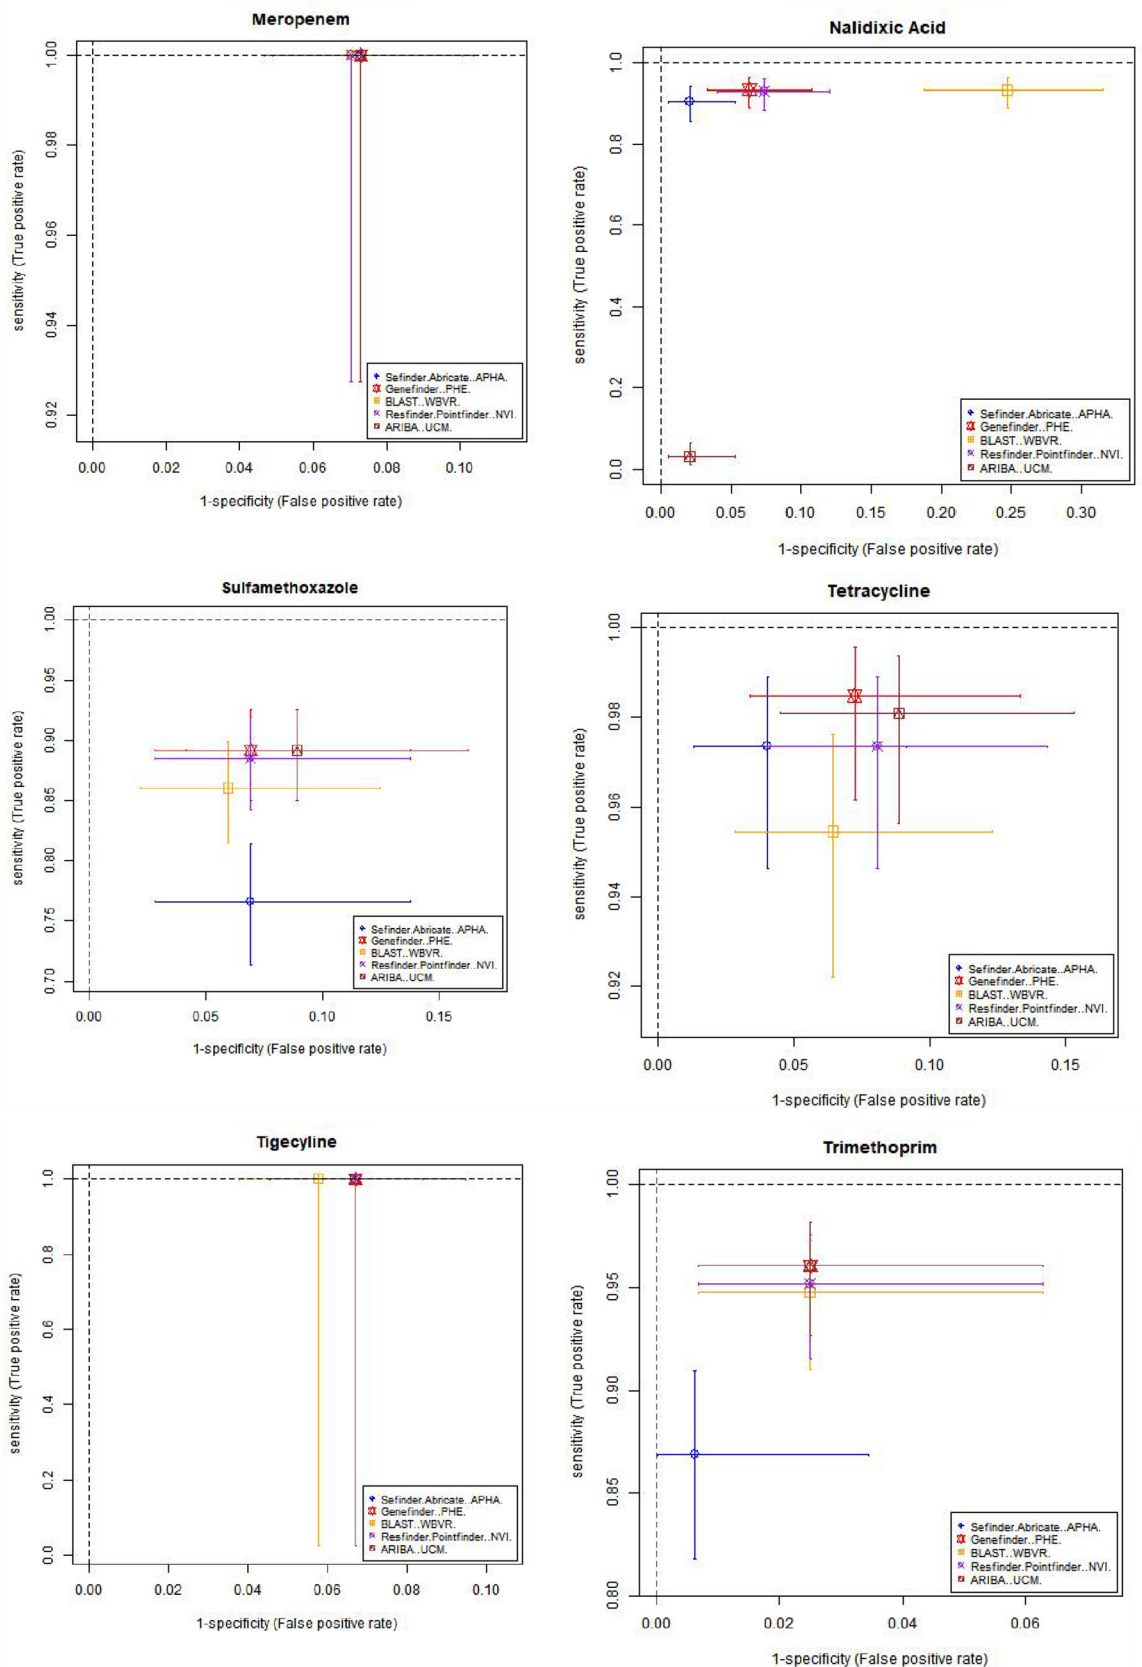 Meropenem
sensitivity (True positive rate)
1.00
0.98
0.96
0.94
0.92
Sefinder.Abricate..APHA.
Genefinder..PHE.
BLAST..WBVR.
Resfinder.Pointfinder..NVI.
ARIBA..UCM.
0.00 0.02 0.04 0.06 0.08 0.10
1-specificity (False positive rate)
Nalidixic Acid
sensitivity (True positive rate)
1.0
0.8
0.6
0.4
0.2
0.0
Sefinder.Abricate..APHA.
Genefinder..PHE.
BLAST..WBVR.
Resfinder.Pointfinder..NVI.
ARIBA..UCM.
0.00 0.05 0.10 0.15 0.20 0.25 0.30
1-specificity (False positive rate)
Sulfamethoxazole
sensitivity (True positive rate)
1.00
0.95
0.90
0.85
0.80
0.75
0.70
Sefinder.Abricate..APHA.
Genefinder..PHE.
BLAST..WBVR.
Resfinder.Pointfinder..NVI.
ARIBA..UCM.
0.00 0.05 0.10 0.15
1-specificity (False positive rate)
Tetracycline
sensitivity (True positive rate)
1.00
0.98
0.96
0.94
0.92
Sefinder.Abricate..APHA.
Genefinder..PHE.
BLAST..WBVR.
Resfinder.Pointfinder..NVI.
ARIBA..UCM.
0.00 0.05 0.10 0.15
1-specificity (False positive rate)
Tigecyline
sensitivity (True positive rate)
1.0
0.8
0.6
0.4
0.2
0.0
Sefinder.Abricate..APHA.
Genefinder..PHE.
BLAST..WBVR.
Resfinder.Pointfinder..NVI.
ARIBA..UCM.
0.00 0.02 0.04 0.06 0.08 0.10
1-specificity (False positive rate)
Trimethoprim
sensitivity (True positive rate)
1.00
0.95
0.90
0.85
0.80
Sefinder.Abricate..APHA.
Genefinder..PHE.
BLAST..WBVR.
Resfinder.Pointfinder..NVI.
ARIBA..UCM.
0.00 0.02 0.04 0.06
1-specificity (False positive rate)